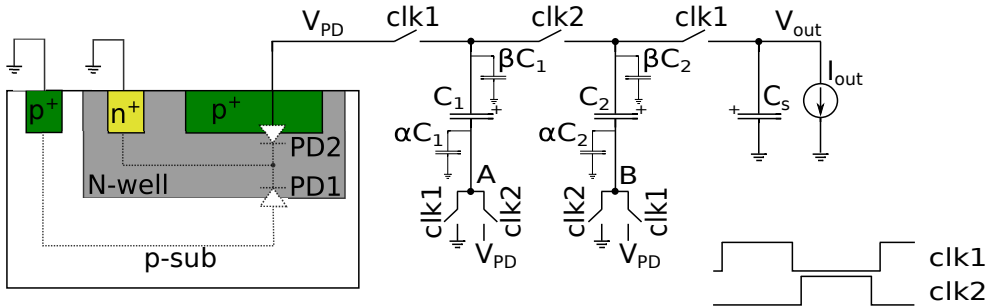 V_PD
clk1
clk2
clk1
V_out
βC₁
βC₂
I_out
p⁺
n⁺
p⁺
C₁
+
C₂
+
+
C_s
αC₁
αC₂
PD2
N-well
PD1
A
B
clk1
clk2
clk2
clk1
V_PD
V_PD
p-sub
clk1
clk2